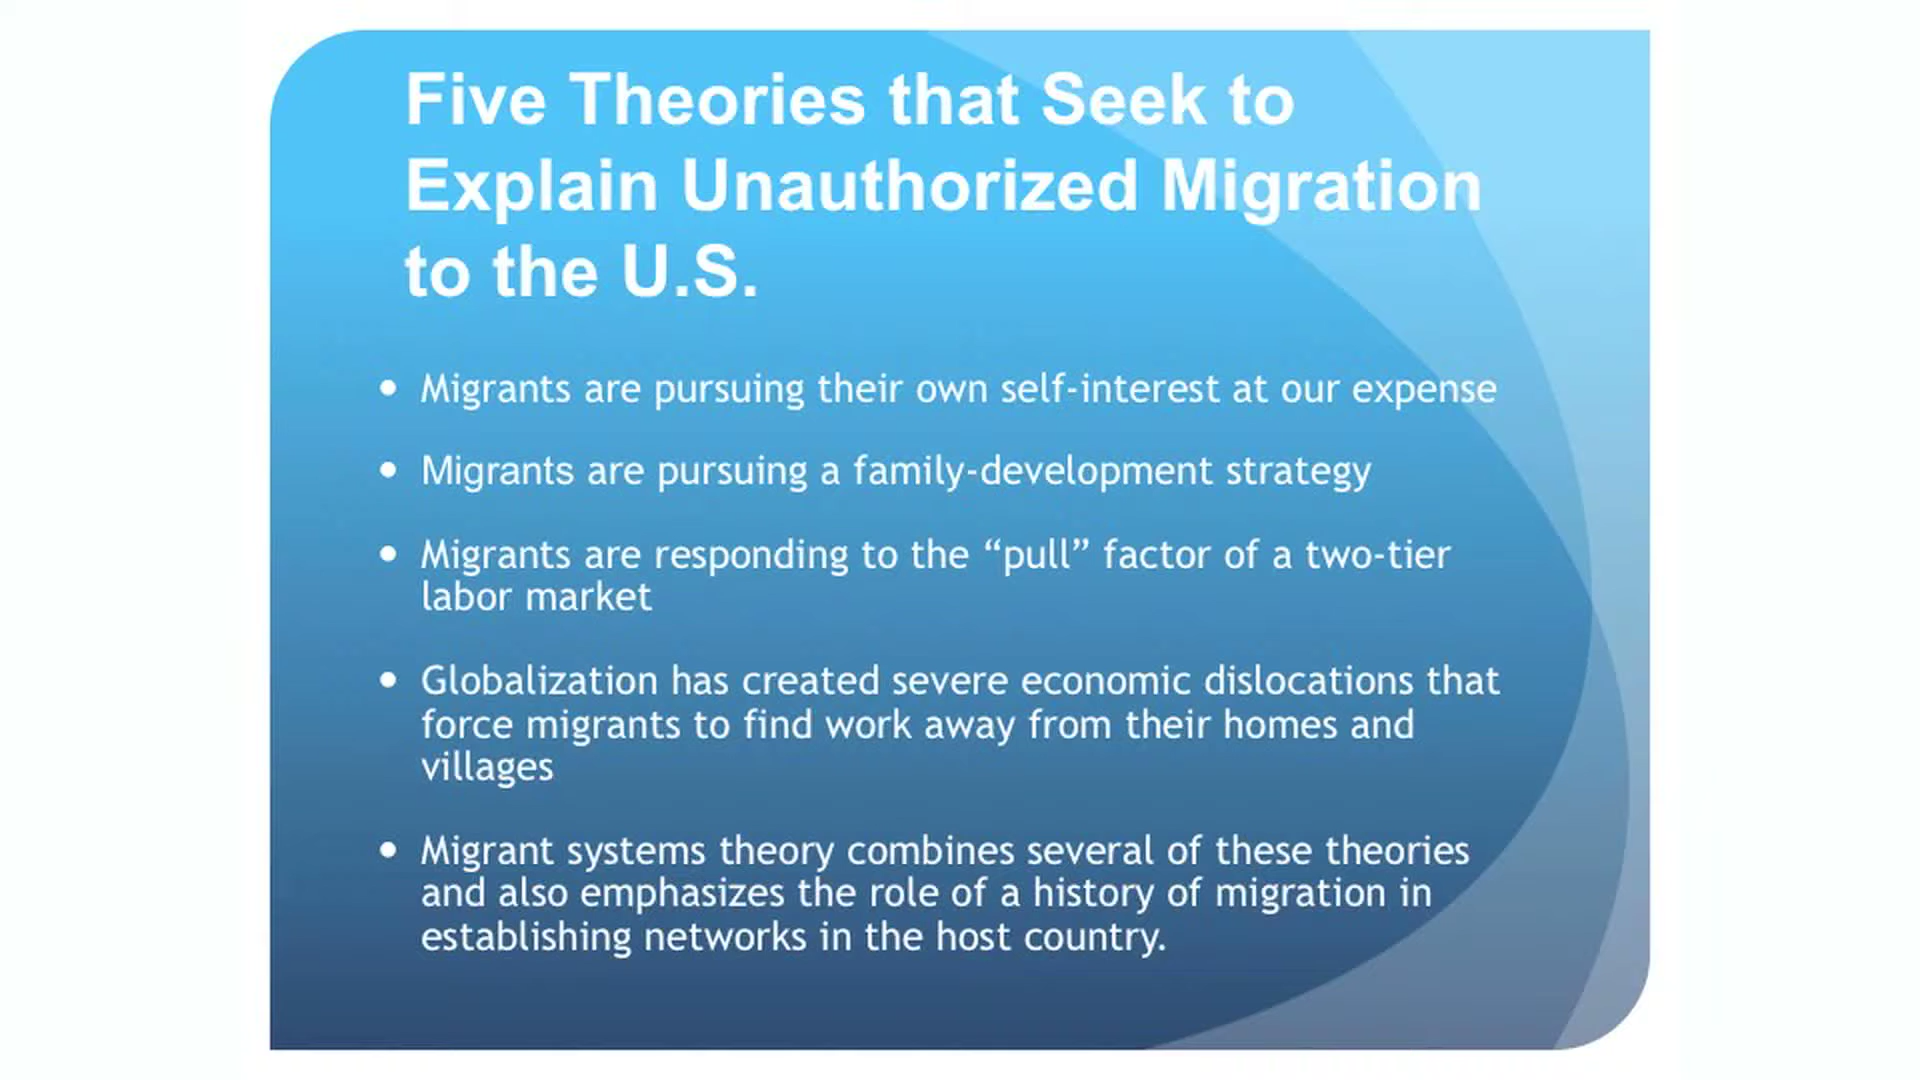 Five Theories that Seek to
Explain Unauthorized Migration
to the U.S.
• Migrants are pursuing their own self-interest at our expense
• Migrants are pursuing a family-development strategy
• Migrants are responding to the “pull” factor of a two-tier
labor market
• Globalization has created severe economic dislocations that
force migrants to find work away from their homes and
villages
• Migrant systems theory combines several of these theories
and also emphasizes the role of a history of migration in
establishing networks in the host country.